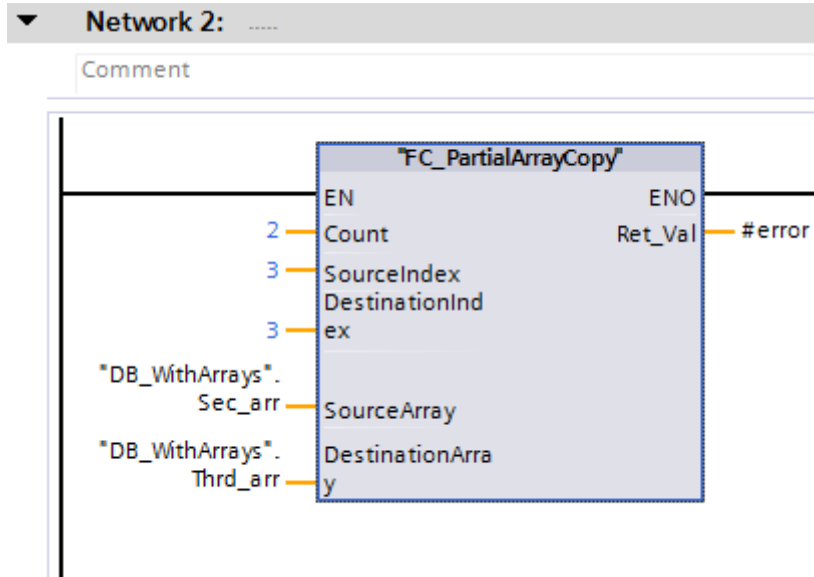 Network 2: .....
Comment
"FC_PartialArrayCopy"
EN ENO
2 Count Ret_Val #error
3 SourceIndex
DestinationInd
3 ex
"DB_WithArrays".
Sec_arr SourceArray
"DB_WithArrays". DestinationArra
Thrd_arr y